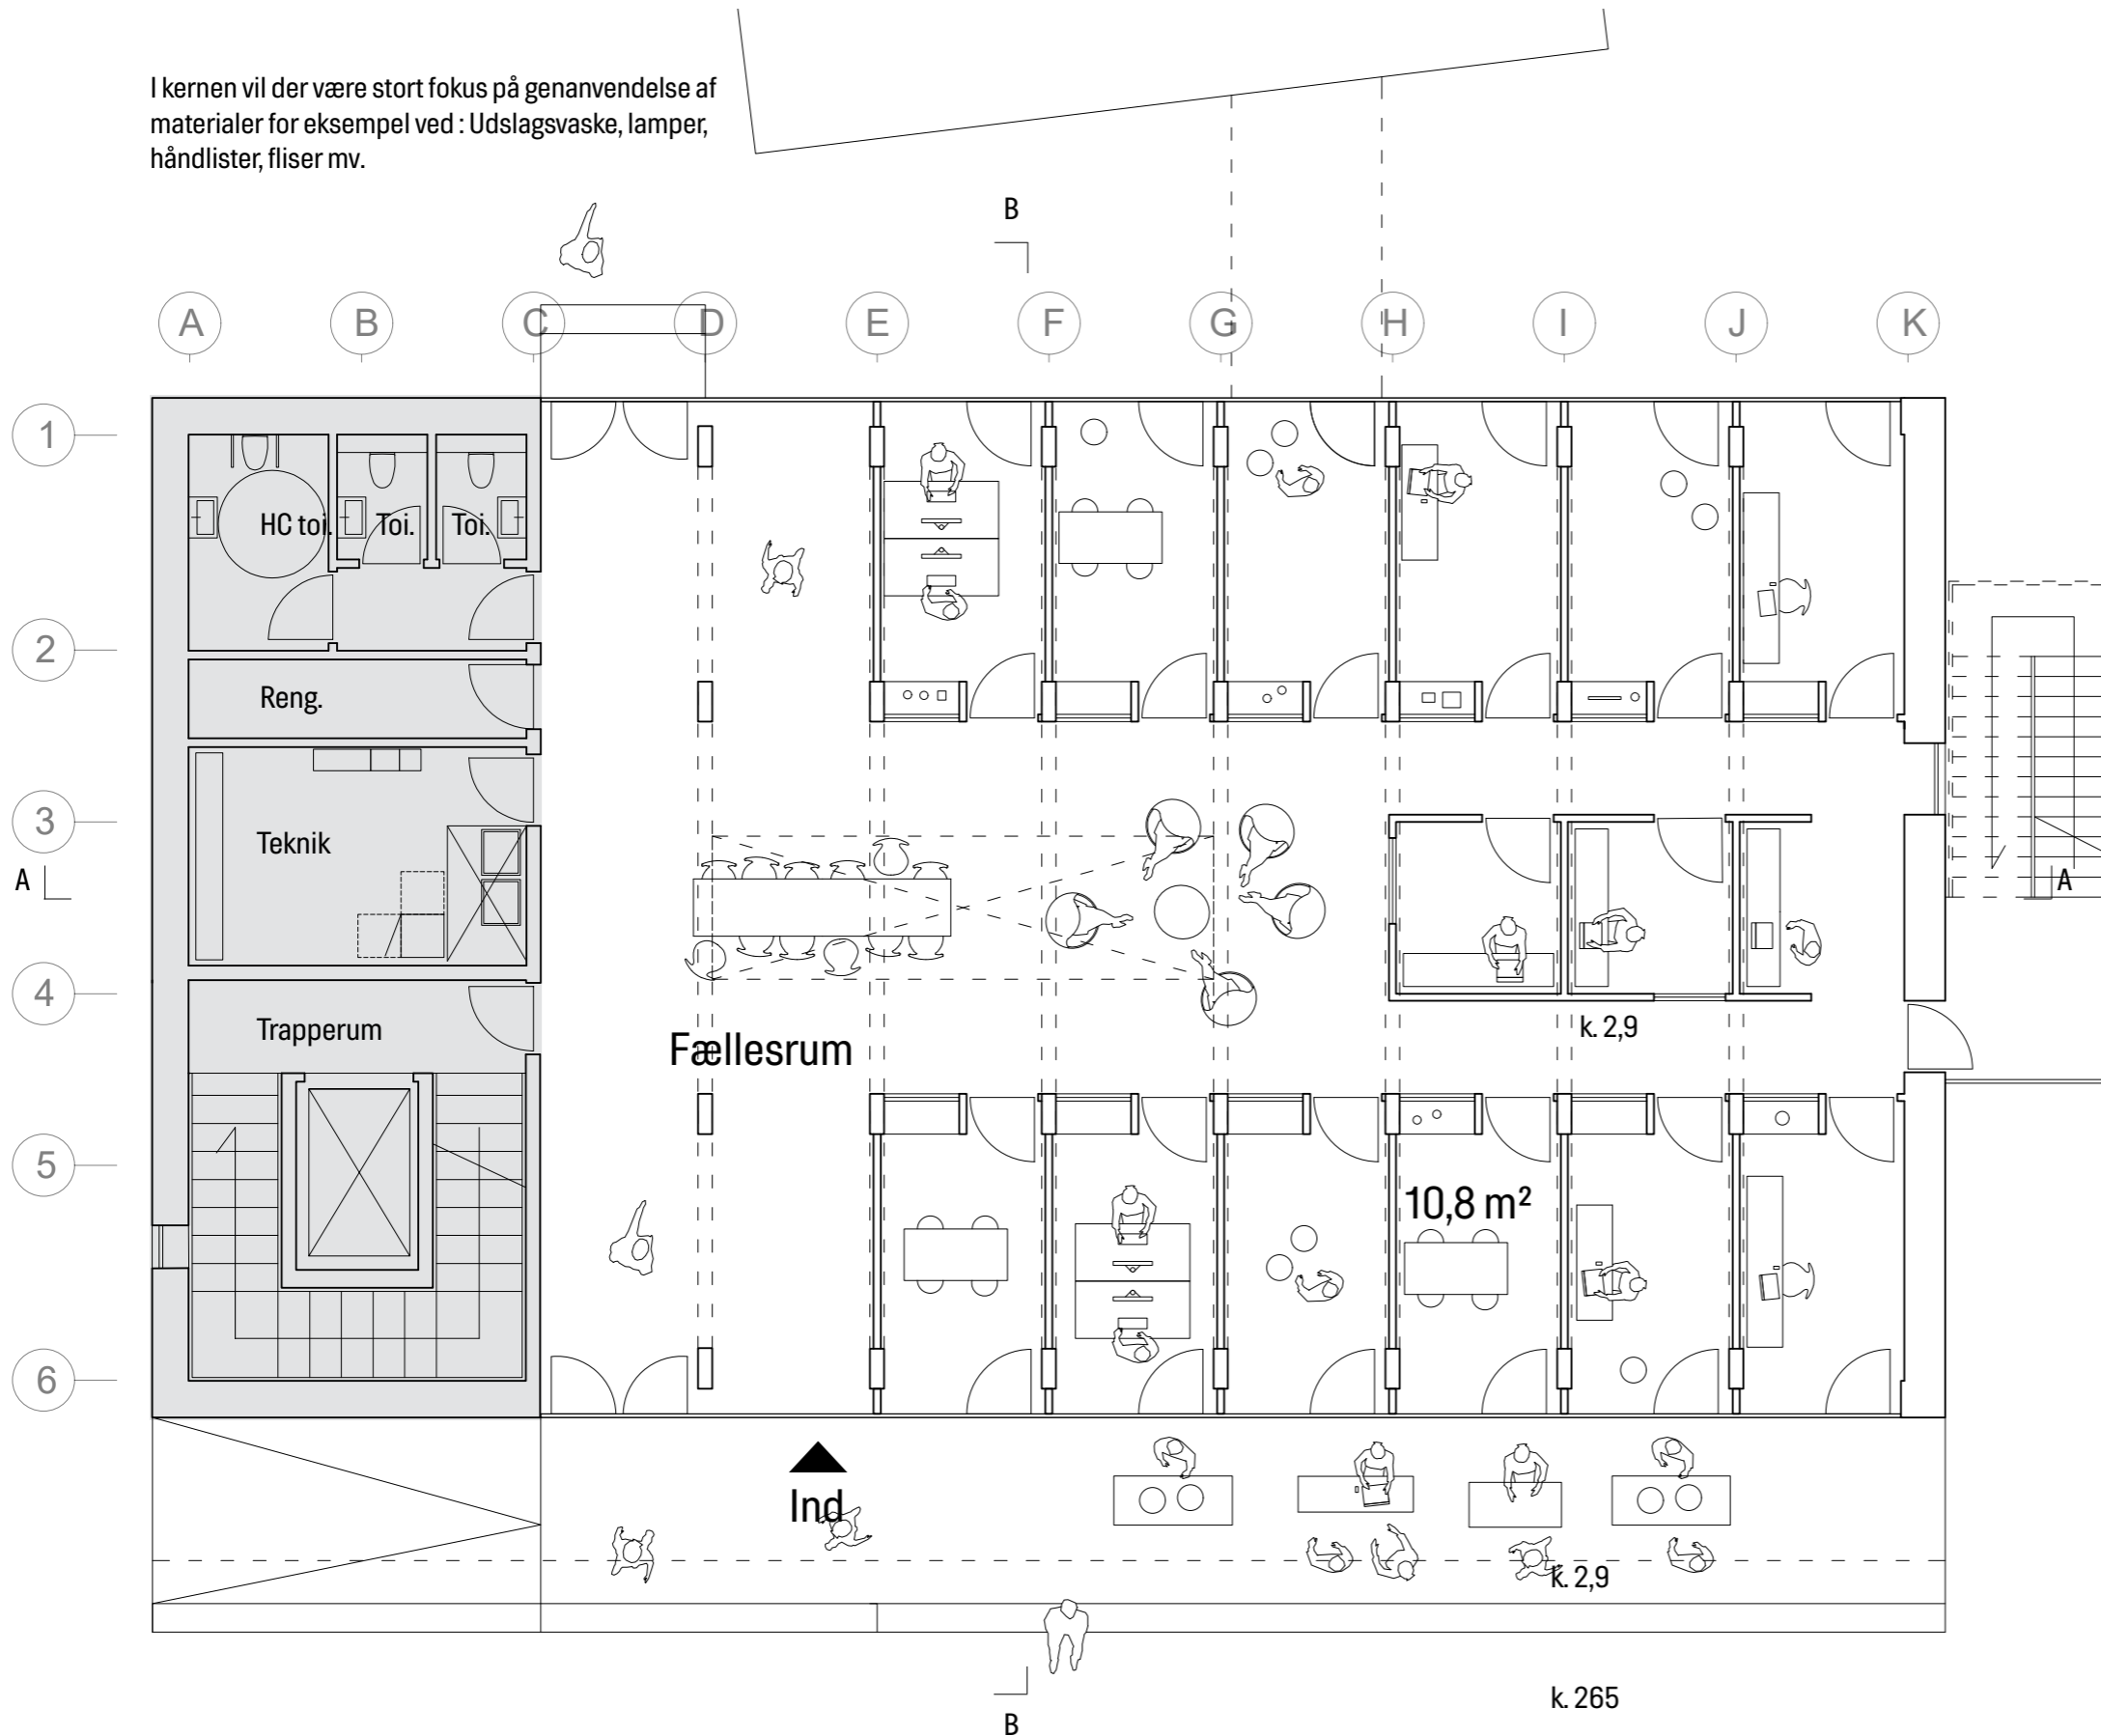 I kernen vil der være stort fokus på genanvendelse af
materialer for eksempel ved : Udslagsvaske, lamper,
håndlister, fliser mv.
B
A B C D E F G H I J K
1
HC toi. Toi. Toi.
2
Reng.
3
Teknik
A
A
4
k. 2,9
Trapperum
Fællesrum
5
10,8 m²
6
Ind
k. 2,9
k. 265
B